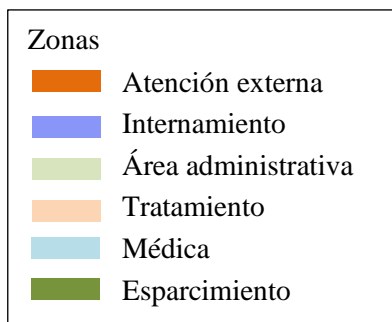 Zonas
Atención externa
Internamiento
Área administrativa
Tratamiento
Médica
Esparcimiento